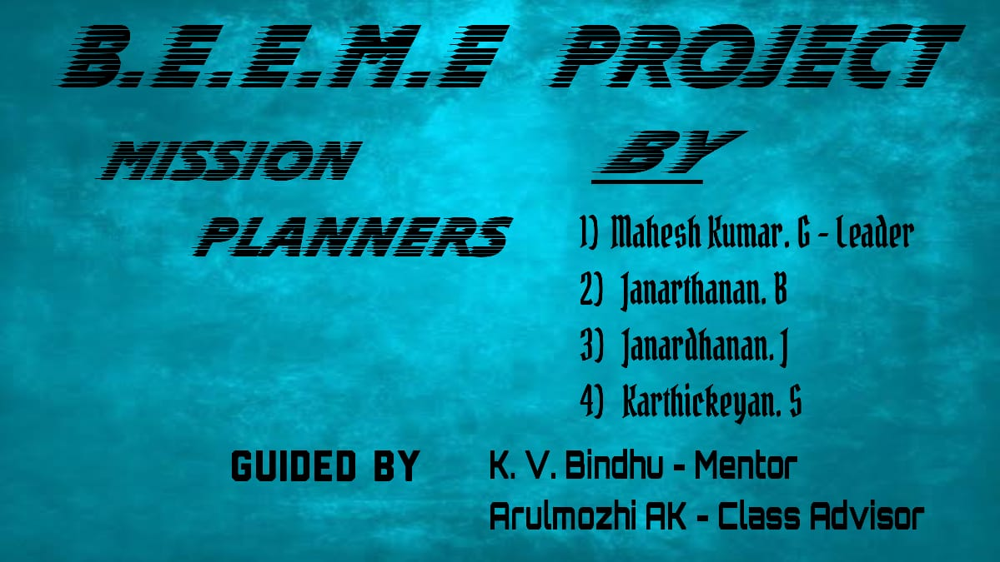 B.E.E.M.E PROJECT
MISSION
PLANNERS
BY
1) Mahesh Kumar. G - Leader
2) Janarthanan. B
3) Janardhanan. J
4) Karthickeyan. S
GUIDED BY
K. V. Bindhu - Mentor
Arulmozhi AK - Class Advisor